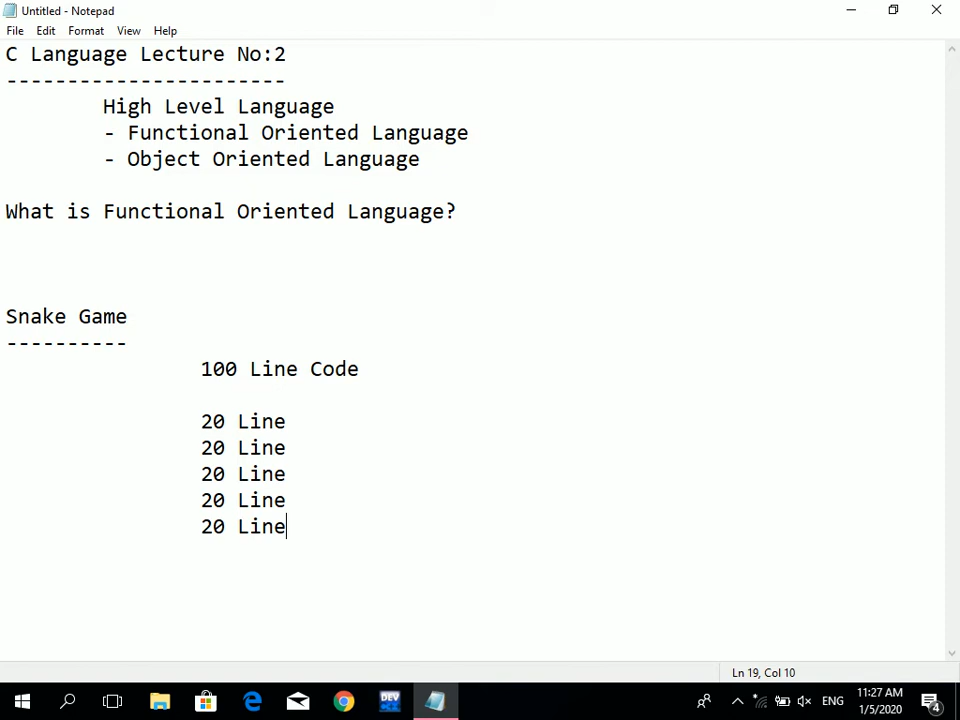 Untitled - Notepad
File Edit Format View Help
C Language Lecture No:2
-----------------------
High Level Language
- Functional Oriented Language
- Object Oriented Language
What is Functional Oriented Language?
Snake Game
----------
100 Line Code
20 Line
20 Line
20 Line
20 Line
20 Line
Ln 19, Col 10
DEV C++
ENG
11:27 AM
1/5/2020
4